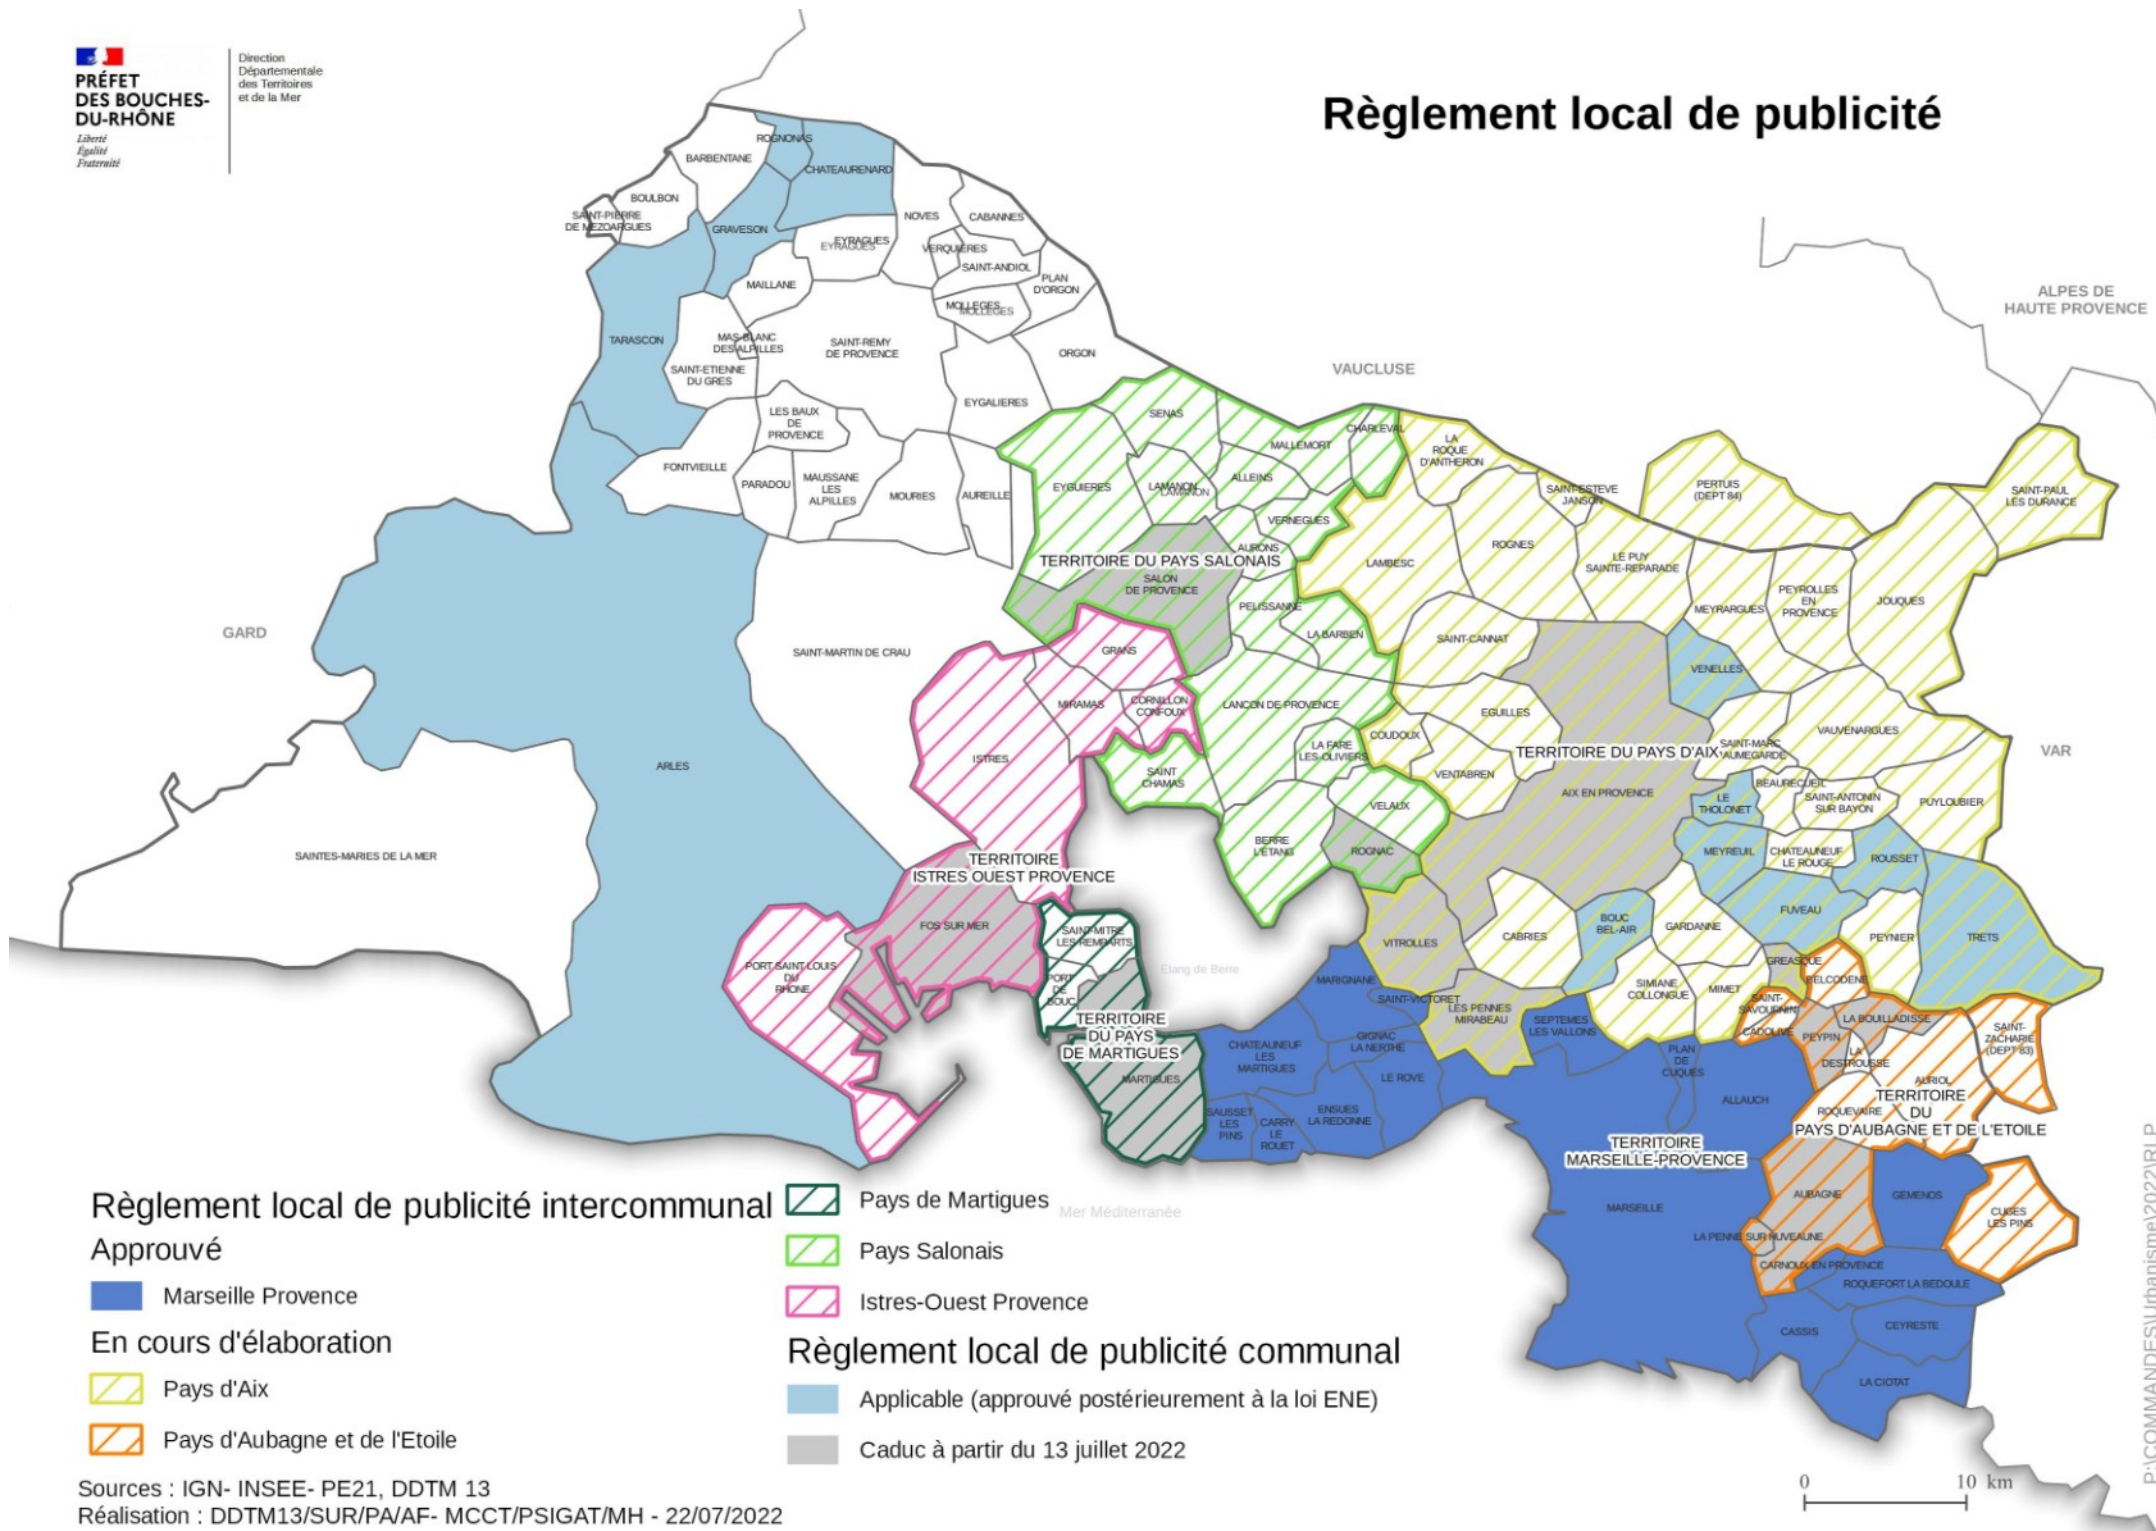 PRÉFET
DES BOUCHES-
DU-RHÔNE
Liberté
Égalité
Fraternité
Direction
Départementale
des Territoires
et de la Mer
Règlement local de publicité
ROGNONAS
BARBENTANE
CHATEAURENARD
BOULBON
SAINT-PIERRE
DE MEZOARGUES
GRAVESON
NOVES
CABANNES
EYRAGUES
EYRAGUES
VERQUIERES
SAINT-ANDIOL
MAILLANE
PLAN
D'ORGON
MOLLEGES
MOLLEGES
ALPES DE
HAUTE PROVENCE
TARASCON
MAS-BLANC
DES ALPILLES
SAINT-REMY
DE PROVENCE
ORGON
VAUCLUSE
SAINT-ETIENNE
DU GRES
EYGALIERES
LES BAUX
DE
PROVENCE
SENAS
CHARLEVAL
MALLEMORT
LA
ROQUE
D'ANTHERON
FONTVIEILLE
PARADOU
MAUSSANE
LES
ALPILLES
MOURIES
AUREILLE
EYGUIERES
LAMANON
LAMANON
ALLEINS
SAINT-ESTEVE
JANSON
PERTUIS
(DEPT 84)
SAINT-PAUL
LES DURANCE
VERNEGUES
AURONS
TERRITOIRE DU PAYS SALONAIS
ROGNES
LAMBESC
LE PUY
SAINTE-REPARADE
SALON
DE PROVENCE
PELISSANNE
MEYRARGUES
PEYROLLES
EN
PROVENCE
JOUQUES
GARD
LA BARBEN
SAINT-CANNAT
SAINT-MARTIN DE CRAU
GRANS
VENELLES
MIRAMAS
CORNILLON
CONFOUX
LANCON DE PROVENCE
EGUILLES
COUDOUX
VAUVENARGUES
VAR
ISTRES
LA FARE
LES-OLIVIERS
TERRITOIRE DU PAYS D'AIX
SAINT-MARC
JAUMEGARDE
ARLES
SAINT
CHAMAS
VENTABREN
BEAURECUEIL
AIX EN PROVENCE
VELAUX
LE
THOLONET
SAINT-ANTONIN
SUR BAYON
PUYLOUBIER
SAINTES-MARIES DE LA MER
TERRITOIRE
ISTRES OUEST PROVENCE
BERRE
L'ETANG
ROGNAC
MEYREUIL
CHATEAUNEUF
LE ROUGE
ROUSSET
FOS SUR MER
SAINT-MITRE
LES REMPARTS
VITROLLES
CABRIES
BOUC
BEL-AIR
GARDANNE
FUVEAU
PEYNIER
TRETS
PORT SAINT LOUIS
DU
RHONE
PORT
DE
BOUC
Etang de Berre
MARIGNANE
SAINT-VICTORET
GREASQUE
BELCODENE
SIMIANE
COLLONGUE
MIMET
SAINT-
SAVOURNIN
TERRITOIRE
DU PAYS
DE MARTIGUES
LES PENNES
MIRABEAU
SEPTEMES
LES VALLONS
CADOLIVE
PEYPIN
LA BOUILLADISSE
SAINT-
ZACHARIE
(DEPT 83)
CHATEAUNEUF
LES
MARTIGUES
GIGNAC
LA NERTHE
PLAN
DE
CUQUES
LA
DESTROUSSE
MARTIGUES
LE ROVE
ALLAUCH
AURIOL
ROQUEVAIRE
TERRITOIRE
DU
PAYS D'AUBAGNE ET DE L'ETOILE
SAUSSET
LES
PINS
CARRY
LE
ROUET
ENSUES
LA REDONNE
TERRITOIRE
MARSEILLE-PROVENCE
AUBAGNE
GEMENOS
MARSEILLE
CUGES
LES PINS
LA PENNE SUR HUVEAUNE
CARNOUX EN PROVENCE
ROQUEFORT LA BEDOULE
CASSIS
CEYRESTE
LA CIOTAT
Mer Méditerranée
Règlement local de publicité intercommunal
Approuvé
Marseille Provence
En cours d'élaboration
Pays d'Aix
Pays d'Aubagne et de l'Etoile
Pays de Martigues
Pays Salonais
Istres-Ouest Provence
Règlement local de publicité communal
Applicable (approuvé postérieurement à la loi ENE)
Caduc à partir du 13 juillet 2022
Sources : IGN- INSEE- PE21, DDTM 13
Réalisation : DDTM13/SUR/PA/AF- MCCT/PSIGAT/MH - 22/07/2022
0 10 km
P:\COMMANDES\Urbanisme\2022\RLP